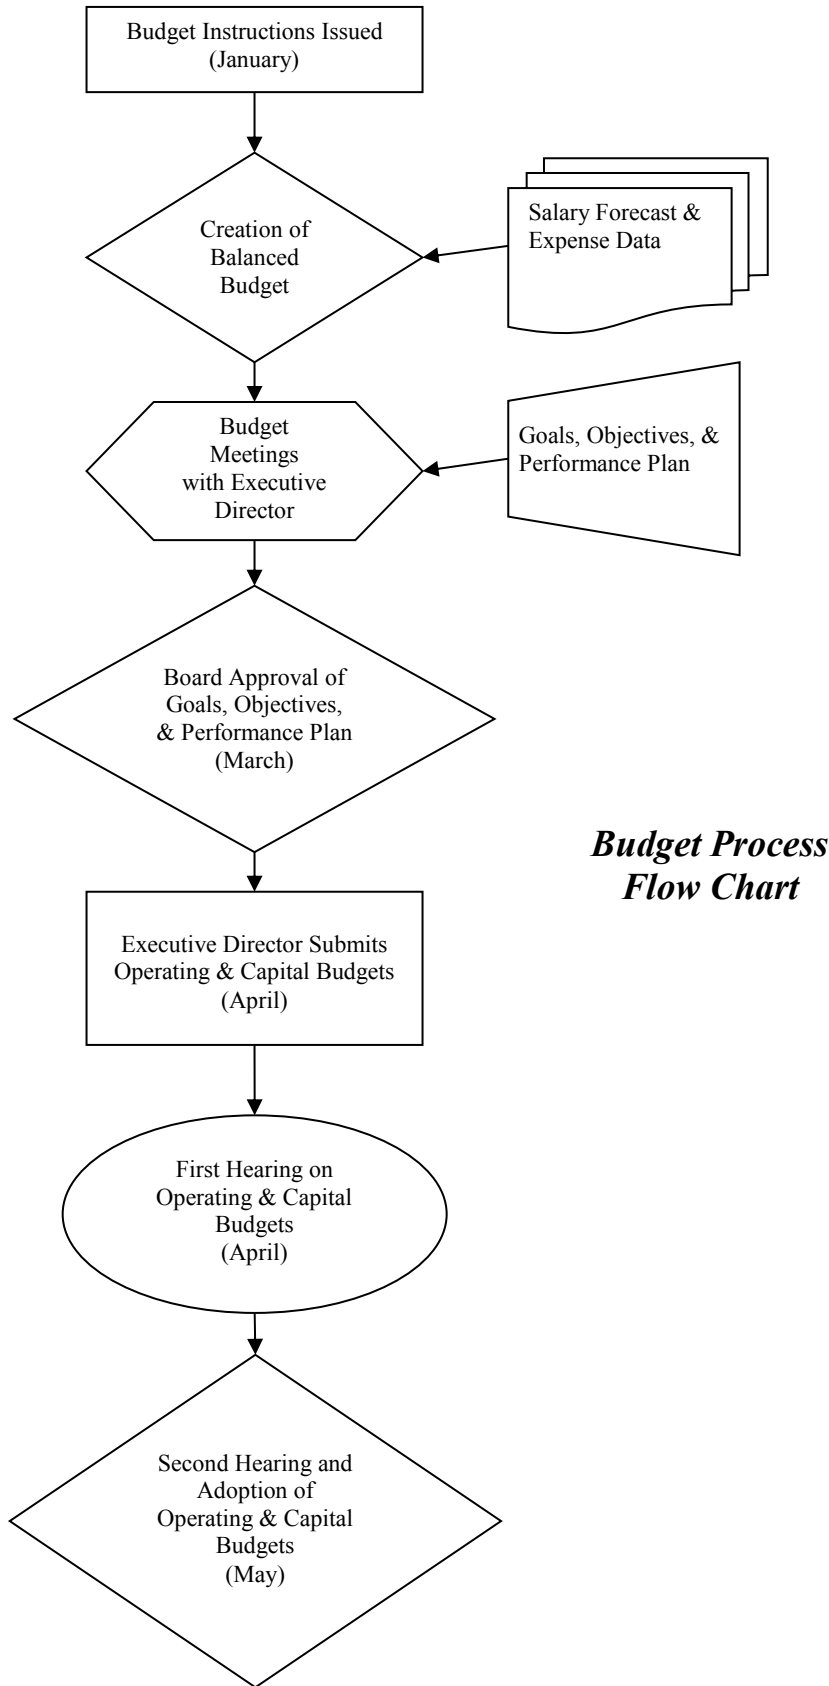 Budget Instructions Issued
(January)
Creation of
Balanced
Budget
Salary Forecast &
Expense Data
Budget
Meetings
with Executive
Director
Goals, Objectives, &
Performance Plan
Board Approval of
Goals, Objectives,
& Performance Plan
(March)
Budget Process
Flow Chart
Executive Director Submits
Operating & Capital Budgets
(April)
First Hearing on
Operating & Capital
Budgets
(April)
Second Hearing and
Adoption of
Operating & Capital
Budgets
(May)